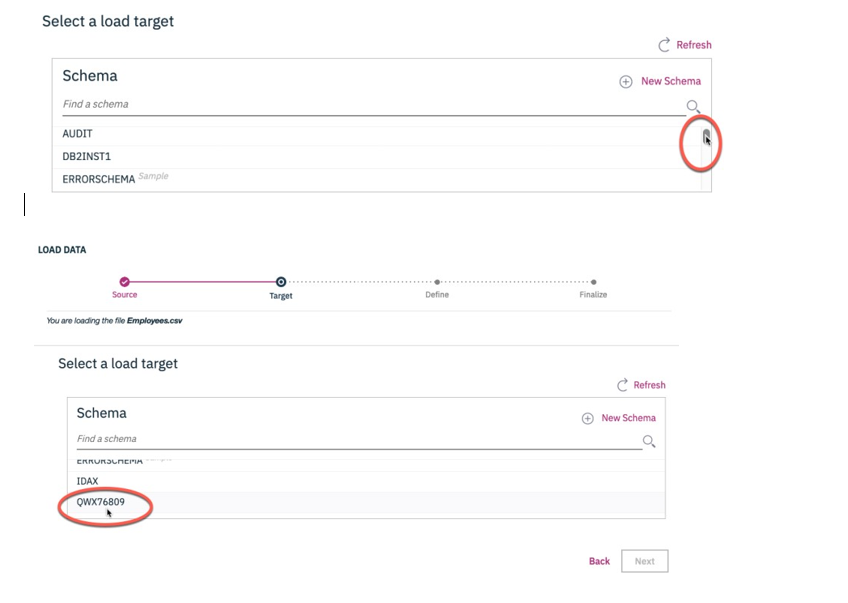 Select a load target
Refresh
Schema
New Schema
Find a schema
AUDIT
DB2INST1
ERRORSCHEMA Sample
LOAD DATA
Source Target Define Finalize
You are loading the file Employees.csv
Select a load target
Refresh
Schema
New Schema
Find a schema
ERRORSCHEMA
IDAX
QWX76809
Back Next